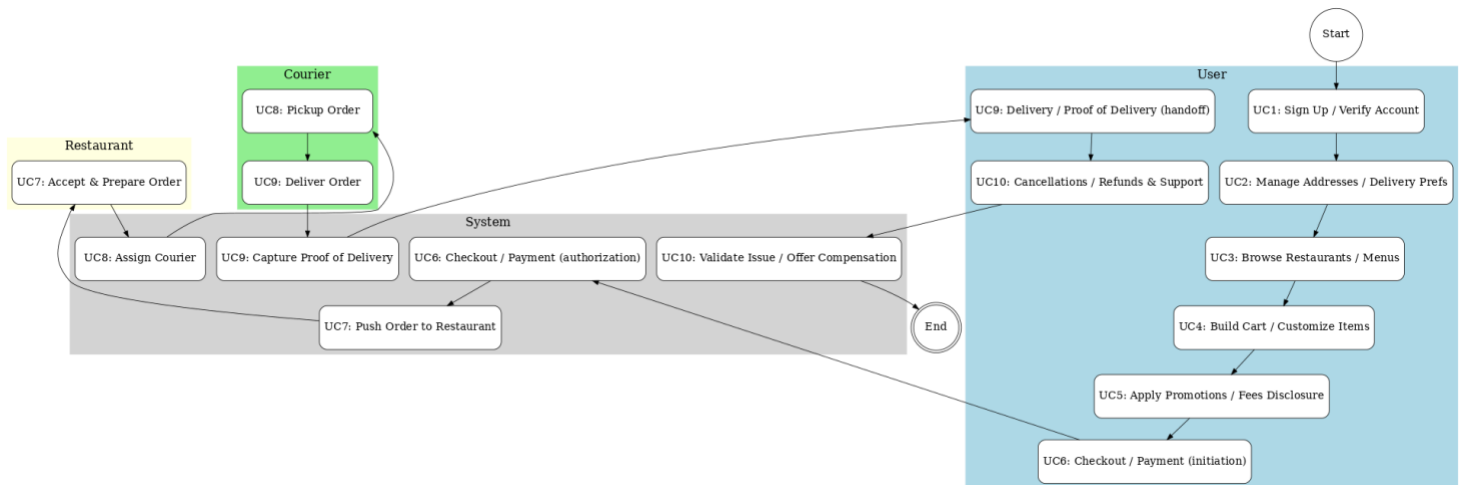 Start
Courier
User
UC8: Pickup Order
UC9: Delivery / Proof of Delivery (handoff)
UC1: Sign Up / Verify Account
Restaurant
UC7: Accept & Prepare Order
UC9: Deliver Order
UC10: Cancellations / Refunds & Support
UC2: Manage Addresses / Delivery Prefs
System
UC8: Assign Courier
UC9: Capture Proof of Delivery
UC6: Checkout / Payment (authorization)
UC10: Validate Issue / Offer Compensation
UC3: Browse Restaurants / Menus
UC7: Push Order to Restaurant
End
UC4: Build Cart / Customize Items
UC5: Apply Promotions / Fees Disclosure
UC6: Checkout / Payment (initiation)